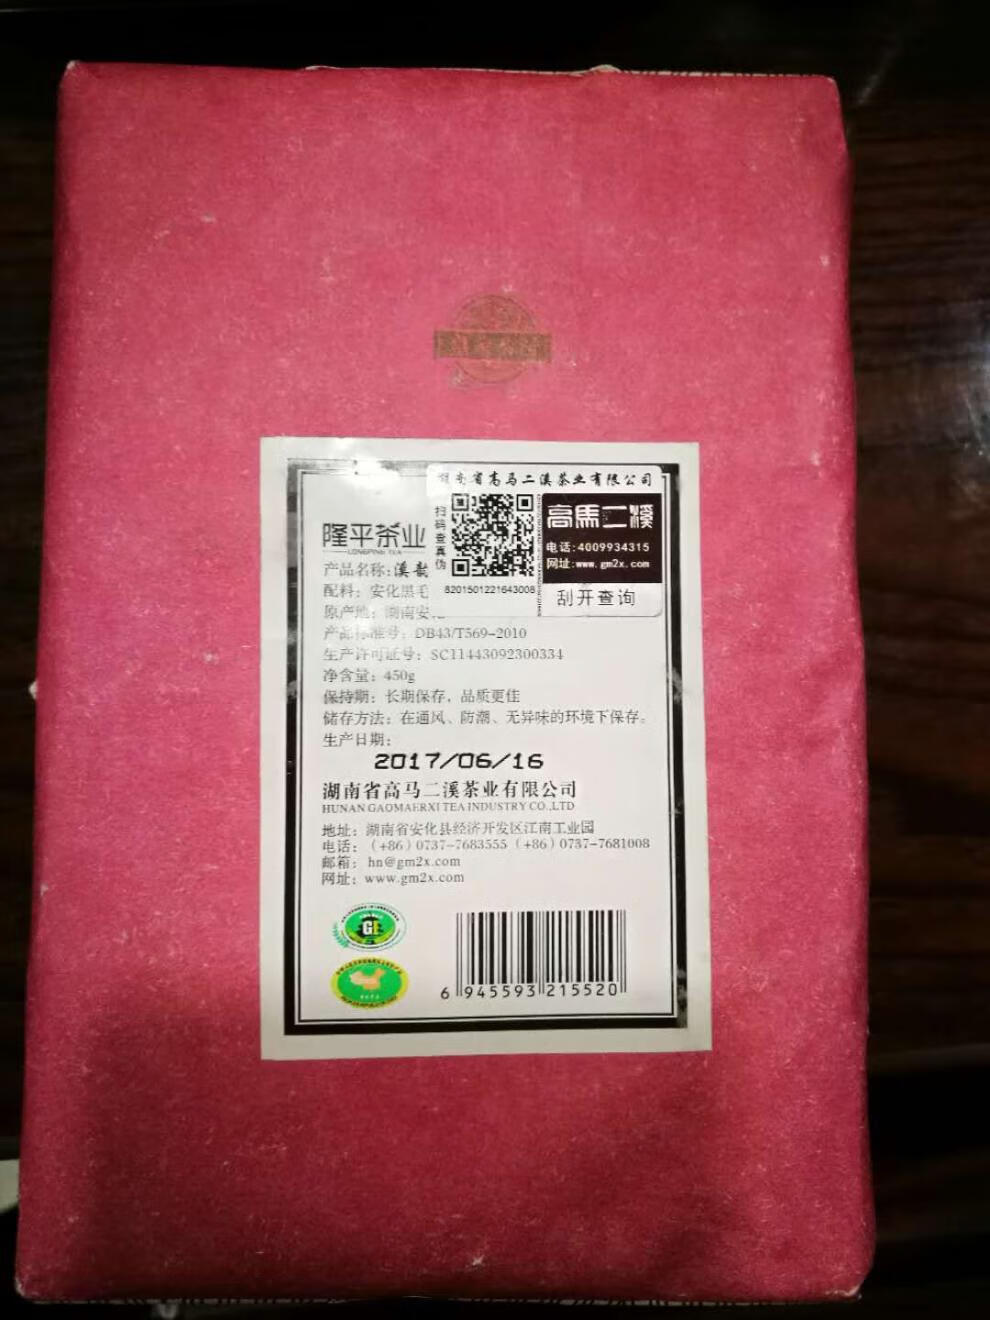 湖南省高马二溪茶业有限公司
扫码查真伪
高馬二溪
电话:4009934315
网址:www.gm2x.com
8201501221643008
刮开查询
隆平茶业
LONGPING TEA
产品名称:溪韵
配料：安化黑毛
原产地：湖南安化
产品标准号：DB43/T569-2010
生产许可证号：SC11443092300334
净含量：450g
保持期：长期保存，品质更佳
储存方法：在通风、防潮、无异味的环境下保存。
生产日期：
2017/06/16
湖南省高马二溪茶业有限公司
HUNAN GAOMAERXI TEA INDUSTRY CO.,LTD
地址：湖南省安化县经济开发区江南工业园
电话：（+86）0737-7683555（+86）0737-7681008
邮箱：hn@gm2x.com
网址：www.gm2x.com
6 945593 215520